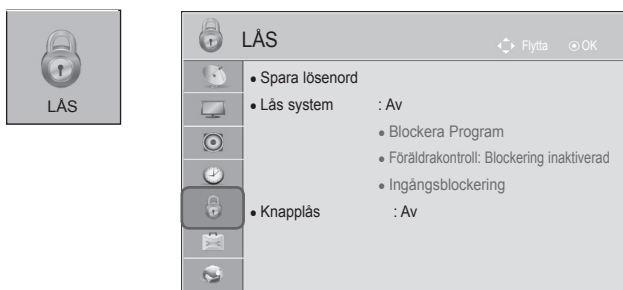 LÅS
LÅS
Flytta
OK
• Spara lösenord
• Lås system : Av
• Blockera Program
• Föräldrakontroll: Blockering inaktiverad
• Ingångsblockering
• Knapplås : Av